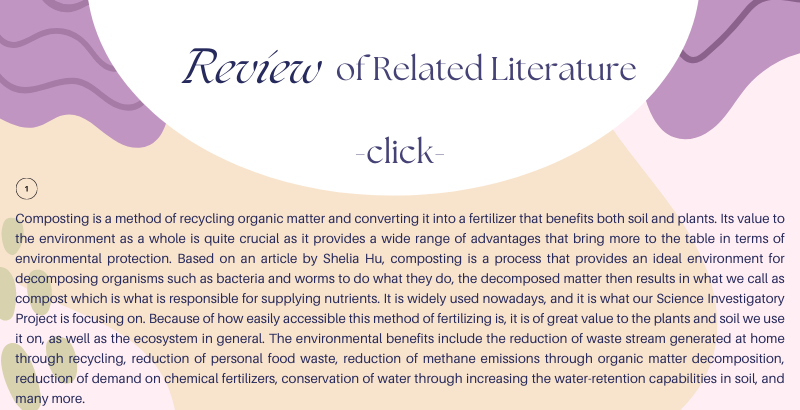 Review of Related Literature
-click-
1
Composting is a method of recycling organic matter and converting it into a fertilizer that benefits both soil and plants. Its value to
the environment as a whole is quite crucial as it provides a wide range of advantages that bring more to the table in terms of
environmental protection. Based on an article by Shelia Hu, composting is a process that provides an ideal environment for
decomposing organisms such as bacteria and worms to do what they do, the decomposed matter then results in what we call as
compost which is what is responsible for supplying nutrients. It is widely used nowadays, and it is what our Science Investigatory
Project is focusing on. Because of how easily accessible this method of fertilizing is, it is of great value to the plants and soil we use
it on, as well as the ecosystem in general. The environmental benefits include the reduction of waste stream generated at home
through recycling, reduction of personal food waste, reduction of methane emissions through organic matter decomposition,
reduction of demand on chemical fertilizers, conservation of water through increasing the water-retention capabilities in soil, and
many more.